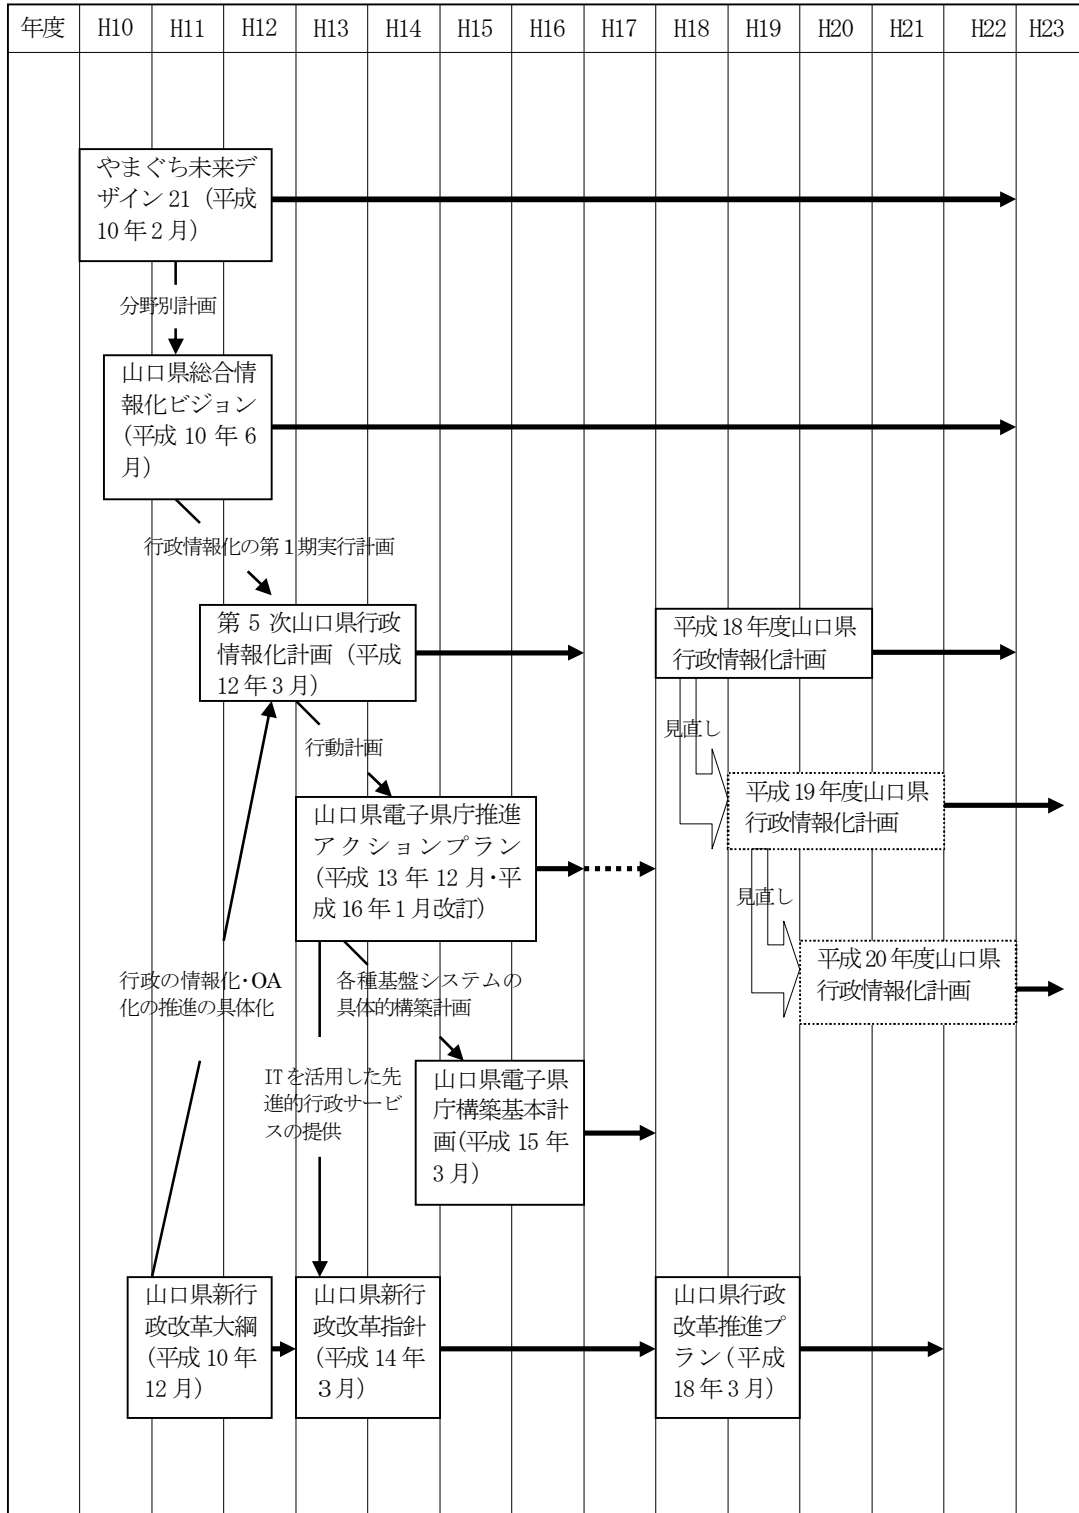 年度 H10 H11 H12 H13 H14 H15 H16 H17 H18 H19 H20 H21 H22 H23
やまぐち未来デ
ザイン21（平成
10年2月）
分野別計画
山口県総合情
報化ビジョン
(平成 10 年 6
月)
行政情報化の第1期実行計画
第 5 次山口県行政
情報化計画（平成
12年3月）
平成18年度山口県
行政情報化計画
行動計画
見直し
平成19年度山口県
行政情報化計画
山口県電子県庁推進
アクションプラン
(平成 13 年 12 月・平
成16年1月改訂)
見直し
平成20年度山口県
行政情報化計画
行政の情報化・OA
化の推進の具体化
各種基盤システムの
具体的構築計画
ITを活用した先
進的行政サービ
スの提供
山口県電子県
庁構築基本計
画(平成 15 年
3月)
山口県新行
政改革大綱
(平成 10 年
12月)
山口県新行
政改革指針
(平成 14 年
３月)
山口県行政
改革推進プ
ラン(平成
18年3月)